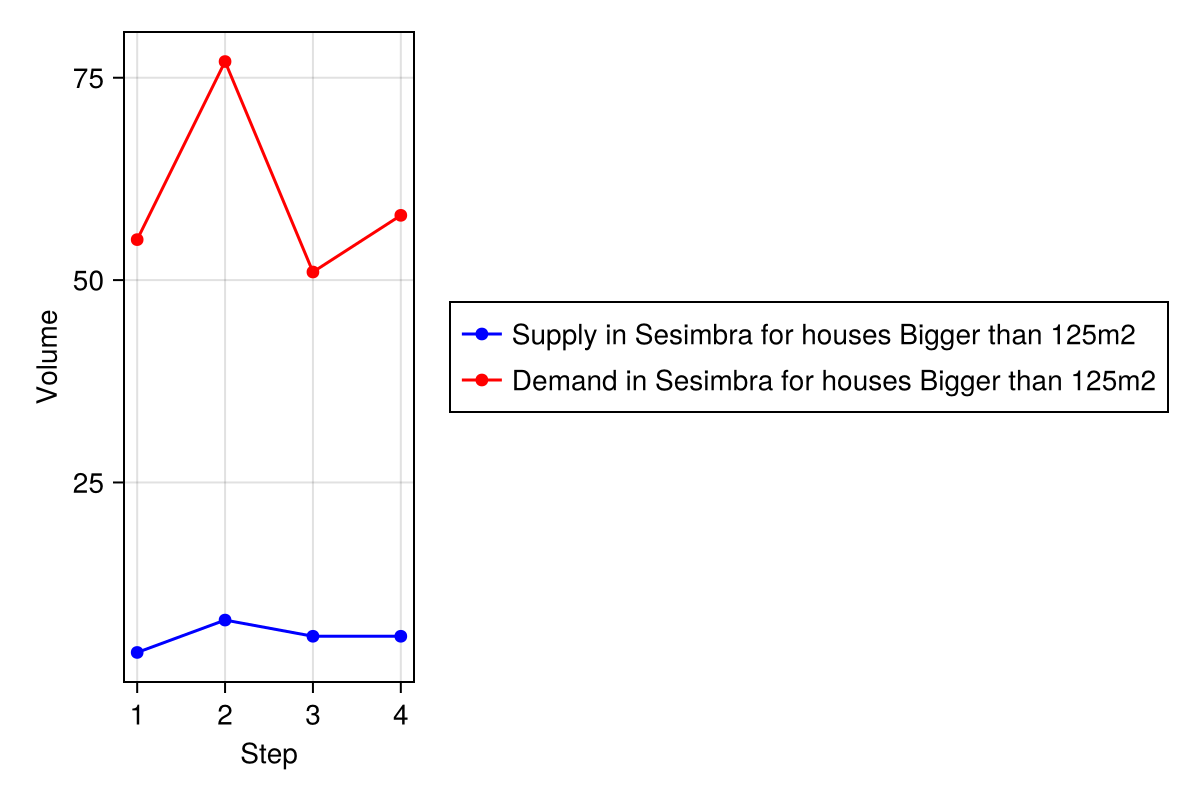 75
50
25
Volume
1 2 3 4
Step
Supply in Sesimbra for houses Bigger than 125m2
Demand in Sesimbra for houses Bigger than 125m2